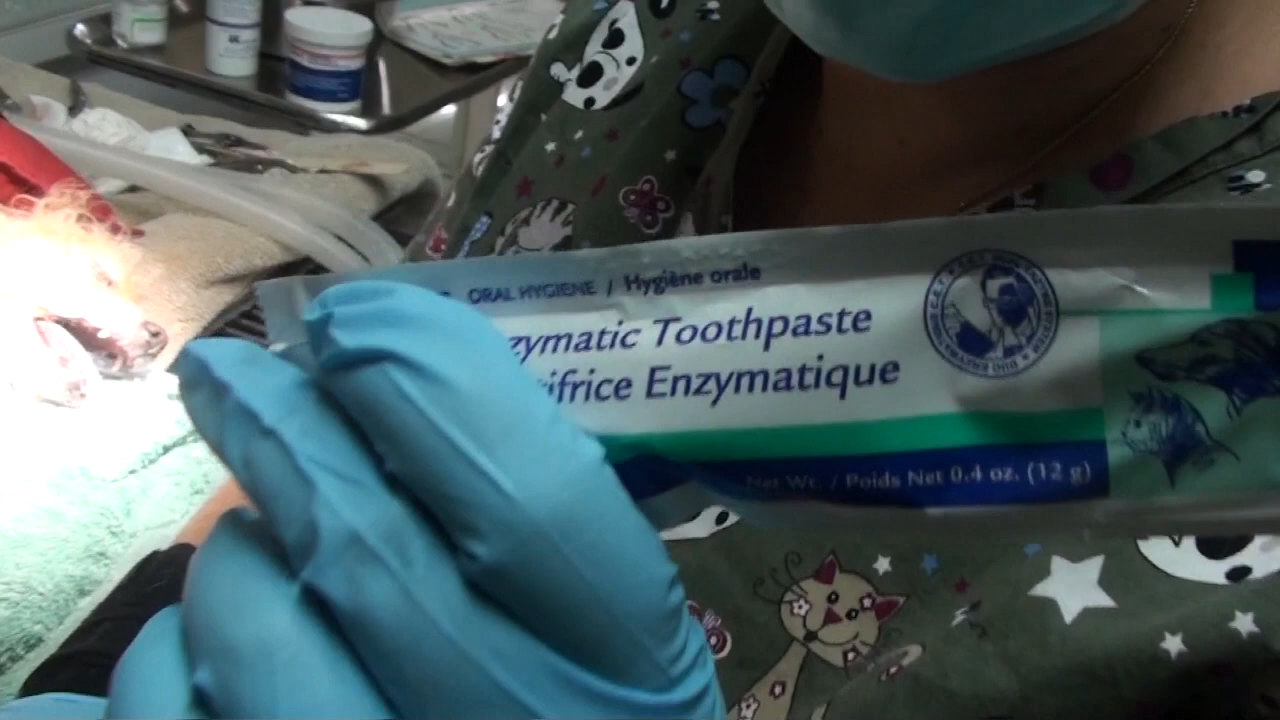 ORAL HYGIENE / Hygiène orale
zymatic Toothpaste
ifrice Enzymatique
Net Wt. / Poids Net 0.4 oz. (12 g)